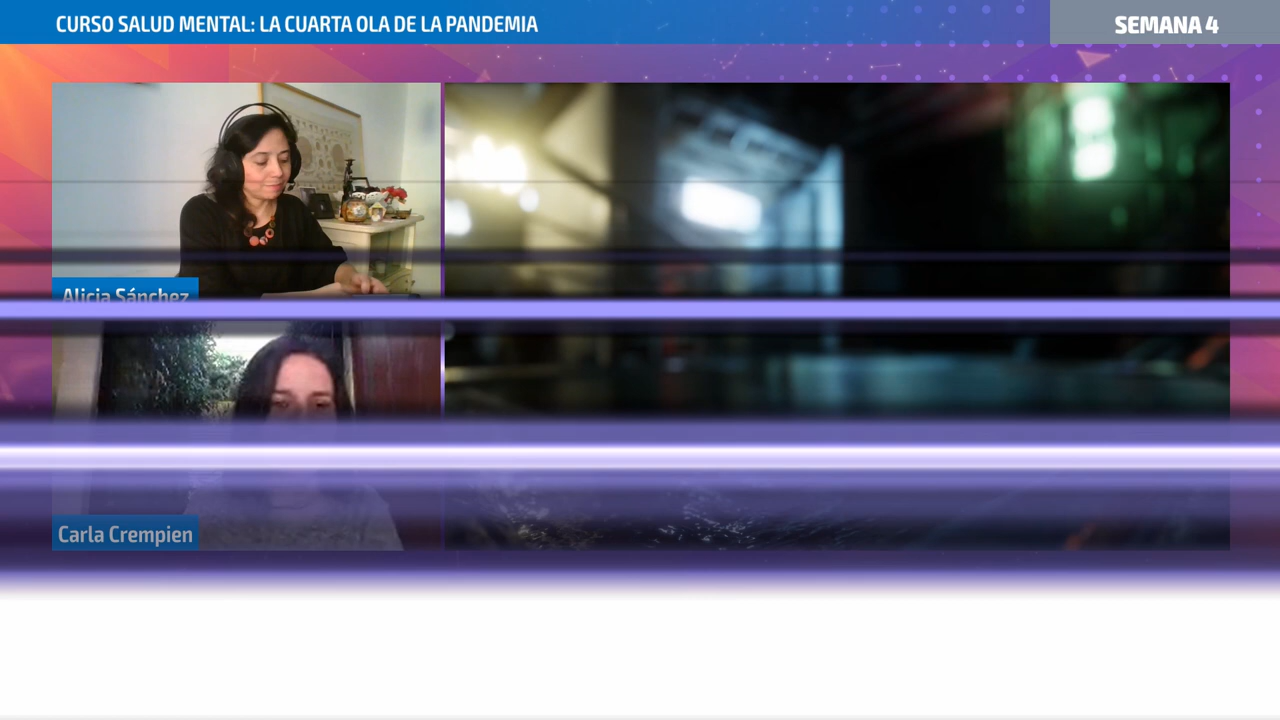 CURSO SALUD MENTAL: LA CUARTA OLA DE LA PANDEMIA
SEMANA 4
Alicia Sánchez
Carla Crempien